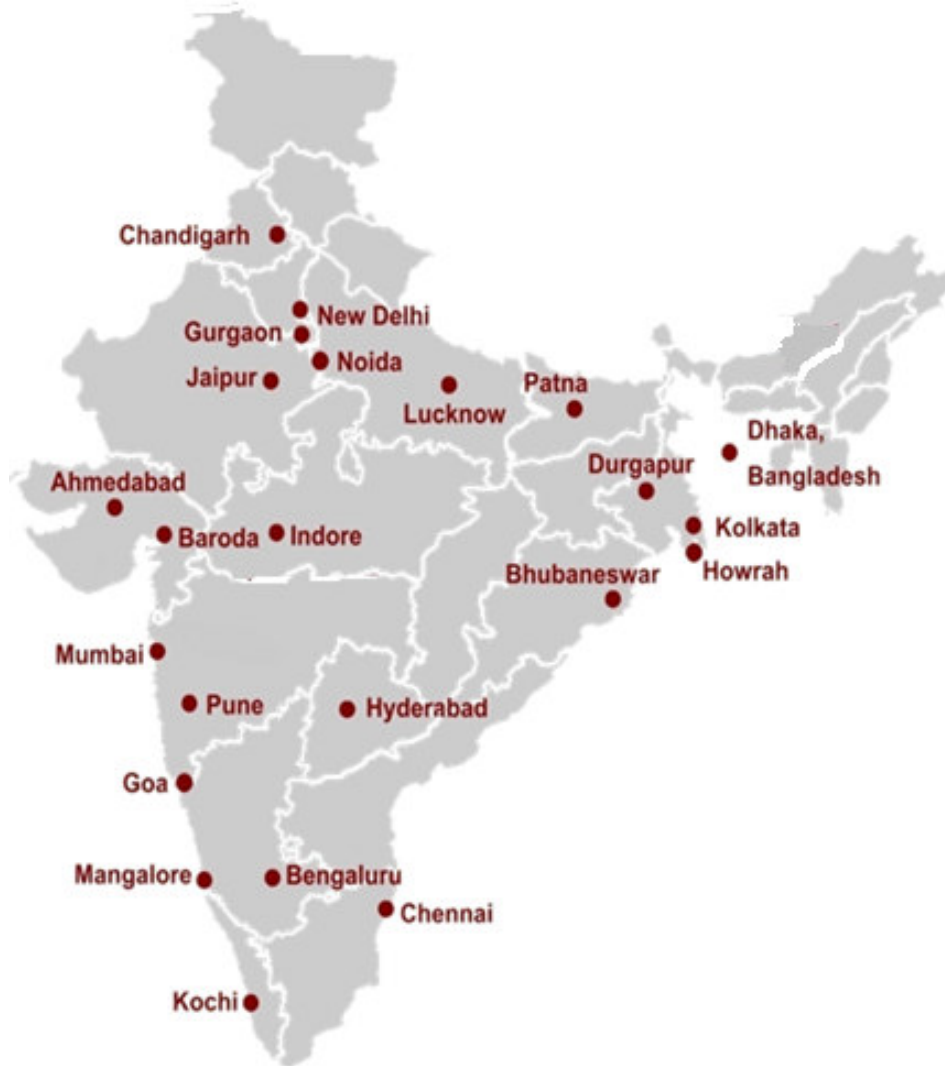 Chandigarh
New Delhi
Gurgaon
Noida
Jaipur
Lucknow
Patna
Dhaka,
Bangladesh
Durgapur
Ahmedabad
Kolkata
Baroda
Indore
Howrah
Bhubaneswar
Mumbai
Pune
Hyderabad
Goa
Mangalore
Bengaluru
Chennai
Kochi